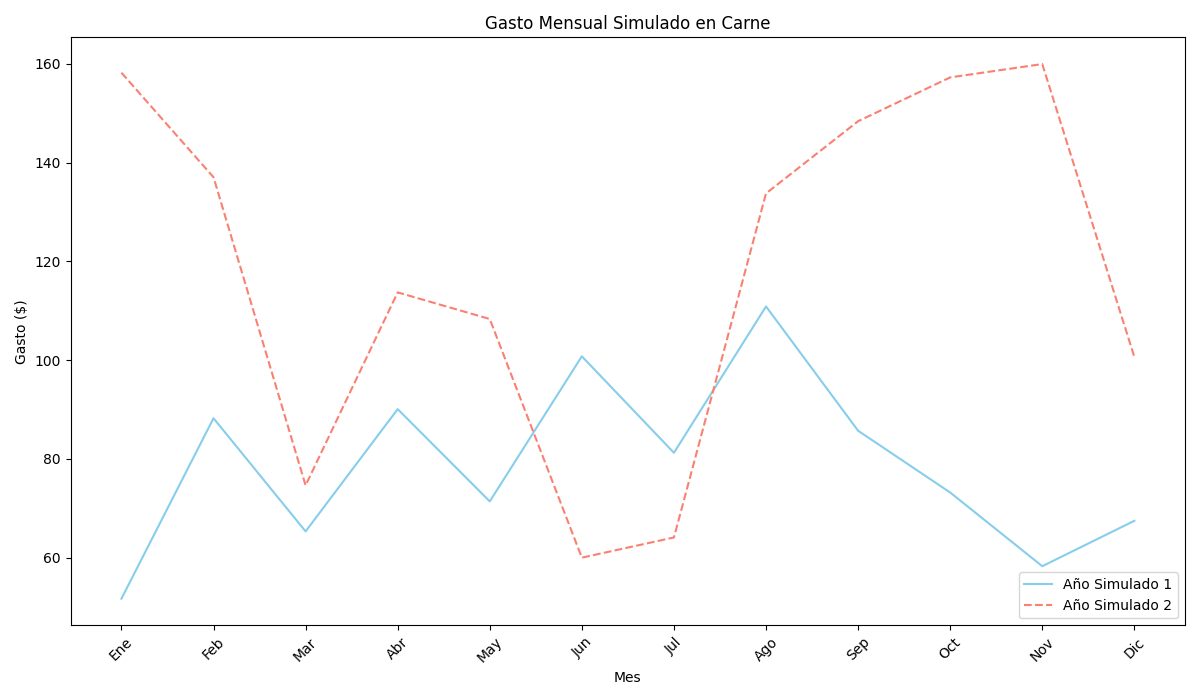 Gasto Mensual Simulado en Carne
Gasto ($)
160
140
120
100
80
60
Ene
Feb
Mar
Abr
May
Jun
Jul
Ago
Sep
Oct
Nov
Dic
Mes
Año Simulado 1
Año Simulado 2